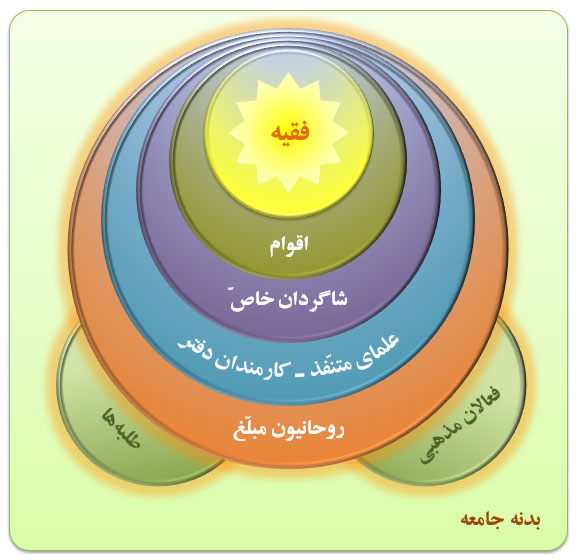 فقیه
اقوام
شاگردان خاصّ
علمای متنفّذ ـ کارمندان دفتر
روحانیون مبلّغ
فعالان مذهبی
طلبه‌ها
بدنه جامعه